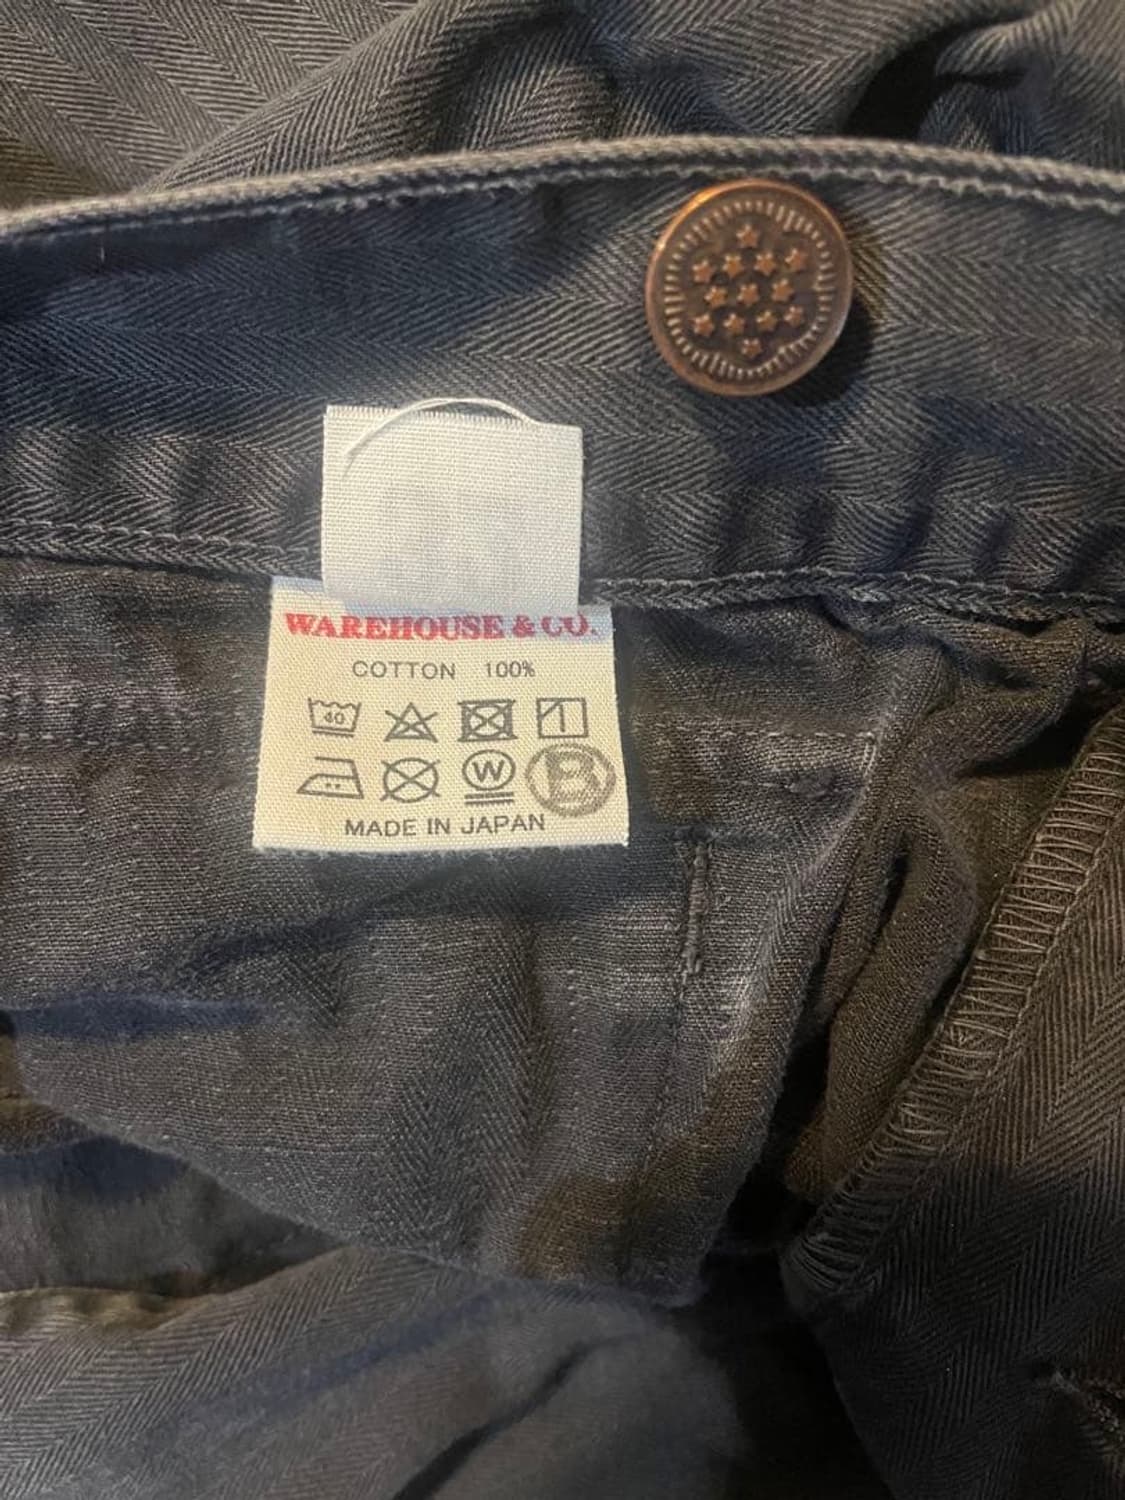 WAREHOUSE & CO.
COTTON 100%
40
W B
MADE IN JAPAN